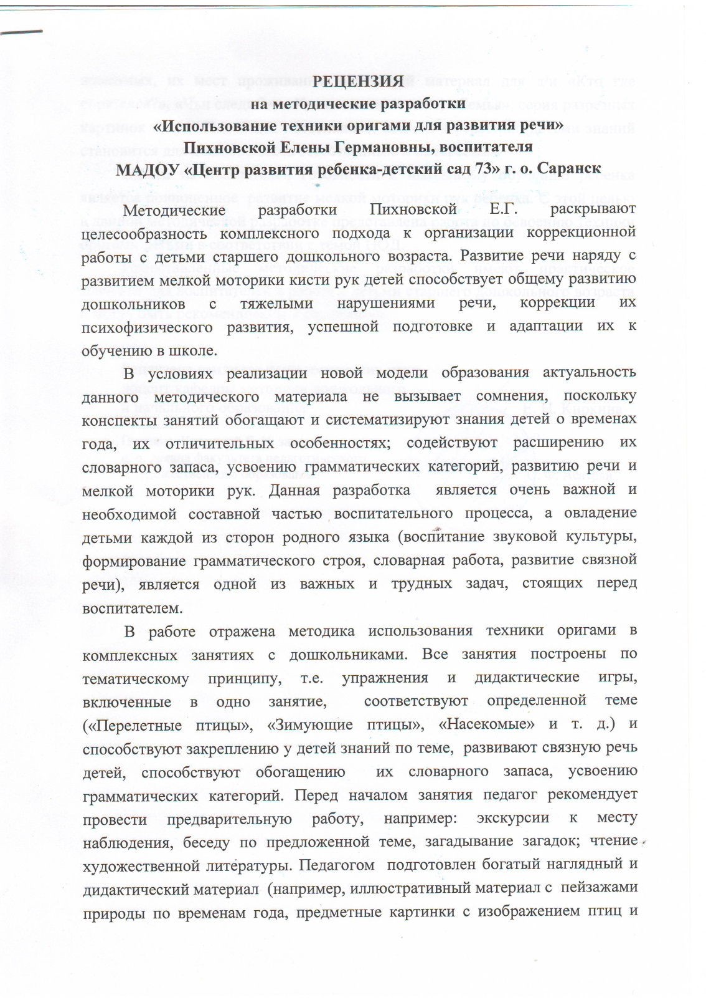 РЕЦЕНЗИЯ
на методические разработки
«Использование техники оригами для развития речи»
Пихновской Елены Германовны, воспитателя
МАДОУ «Центр развития ребенка-детский сад 73» г. о. Саранск
Методические разработки Пихновской Е.Г. раскрывают
целесообразность комплексного подхода к организации коррекционной
работы с детьми старшего дошкольного возраста. Развитие речи наряду с
развитием мелкой моторики кисти рук детей способствует общему развитию
дошкольников с тяжелыми нарушениями речи, коррекции их
психофизического развития, успешной подготовке и адаптации их к
обучению в школе.
В условиях реализации новой модели образования актуальность
данного методического материала не вызывает сомнения, поскольку
конспекты занятий обогащают и систематизируют знания детей о временах
года, их отличительных особенностях; содействуют расширению их
словарного запаса, усвоению грамматических категорий, развитию речи и
мелкой моторики рук. Данная разработка является очень важной и
необходимой составной частью воспитательного процесса, а овладение
детьми каждой из сторон родного языка (воспитание звуковой культуры,
формирование грамматического строя, словарная работа, развитие связной
речи), является одной из важных и трудных задач, стоящих перед
воспитателем.
В работе отражена методика использования техники оригами в
комплексных занятиях с дошкольниками. Все занятия построены по
тематическому принципу, т.е. упражнения и дидактические игры,
включенные в одно занятие, соответствуют определенной теме
(«Перелетные птицы», «Зимующие птицы», «Насекомые» и т. д.) и
способствуют закреплению у детей знаний по теме, развивают связную речь
детей, способствуют обогащению их словарного запаса, усвоению
грамматических категорий. Перед началом занятия педагог рекомендует
провести предварительную работу, например: экскурсии к месту
наблюдения, беседу по предложенной теме, загадывание загадок; чтение
художественной литературы. Педагогом подготовлен богатый наглядный и
дидактический материал (например, иллюстративный материал с пейзажами
природы по временам года, предметные картинки с изображением птиц и